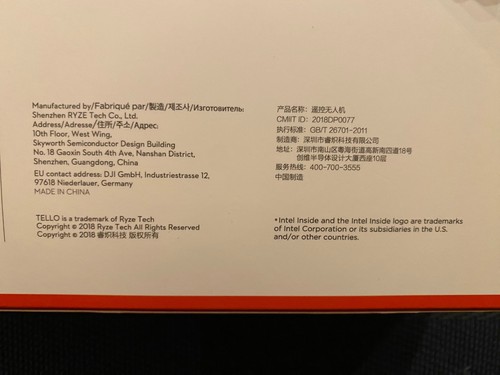 Manufactured by/Fabriqué par/製造/제조사/Изготовитель:
Shenzhen RYZE Tech Co., Ltd.
Address/Adresse/住所/주소/Адрес:
10th Floor, West Wing,
Skyworth Semiconductor Design Building
No. 18 Gaoxin South 4th Ave, Nanshan District,
Shenzhen, Guangdong, China
EU contact address: DJI GmbH, Industriestrasse 12,
97618 Niederlauer, Germany
MADE IN CHINA
TELLO is a trademark of Ryze Tech
Copyright © 2018 Ryze Tech All Rights Reserved
Copyright © 2018 睿炽科技 版权所有
产品名称: 遥控无人机
CMIIT ID: 2018DP0077
执行标准: GB/T 26701-2011
制造商: 深圳市睿炽科技有限公司
地址: 深圳市南山区粤海街道高新南四道18号
创维半导体设计大厦西座10层
服务热线: 400-700-3555
中国制造
*Intel Inside and the Intel Inside logo are trademarks
of Intel Corporation or its subsidiaries in the U.S.
and/or other countries.